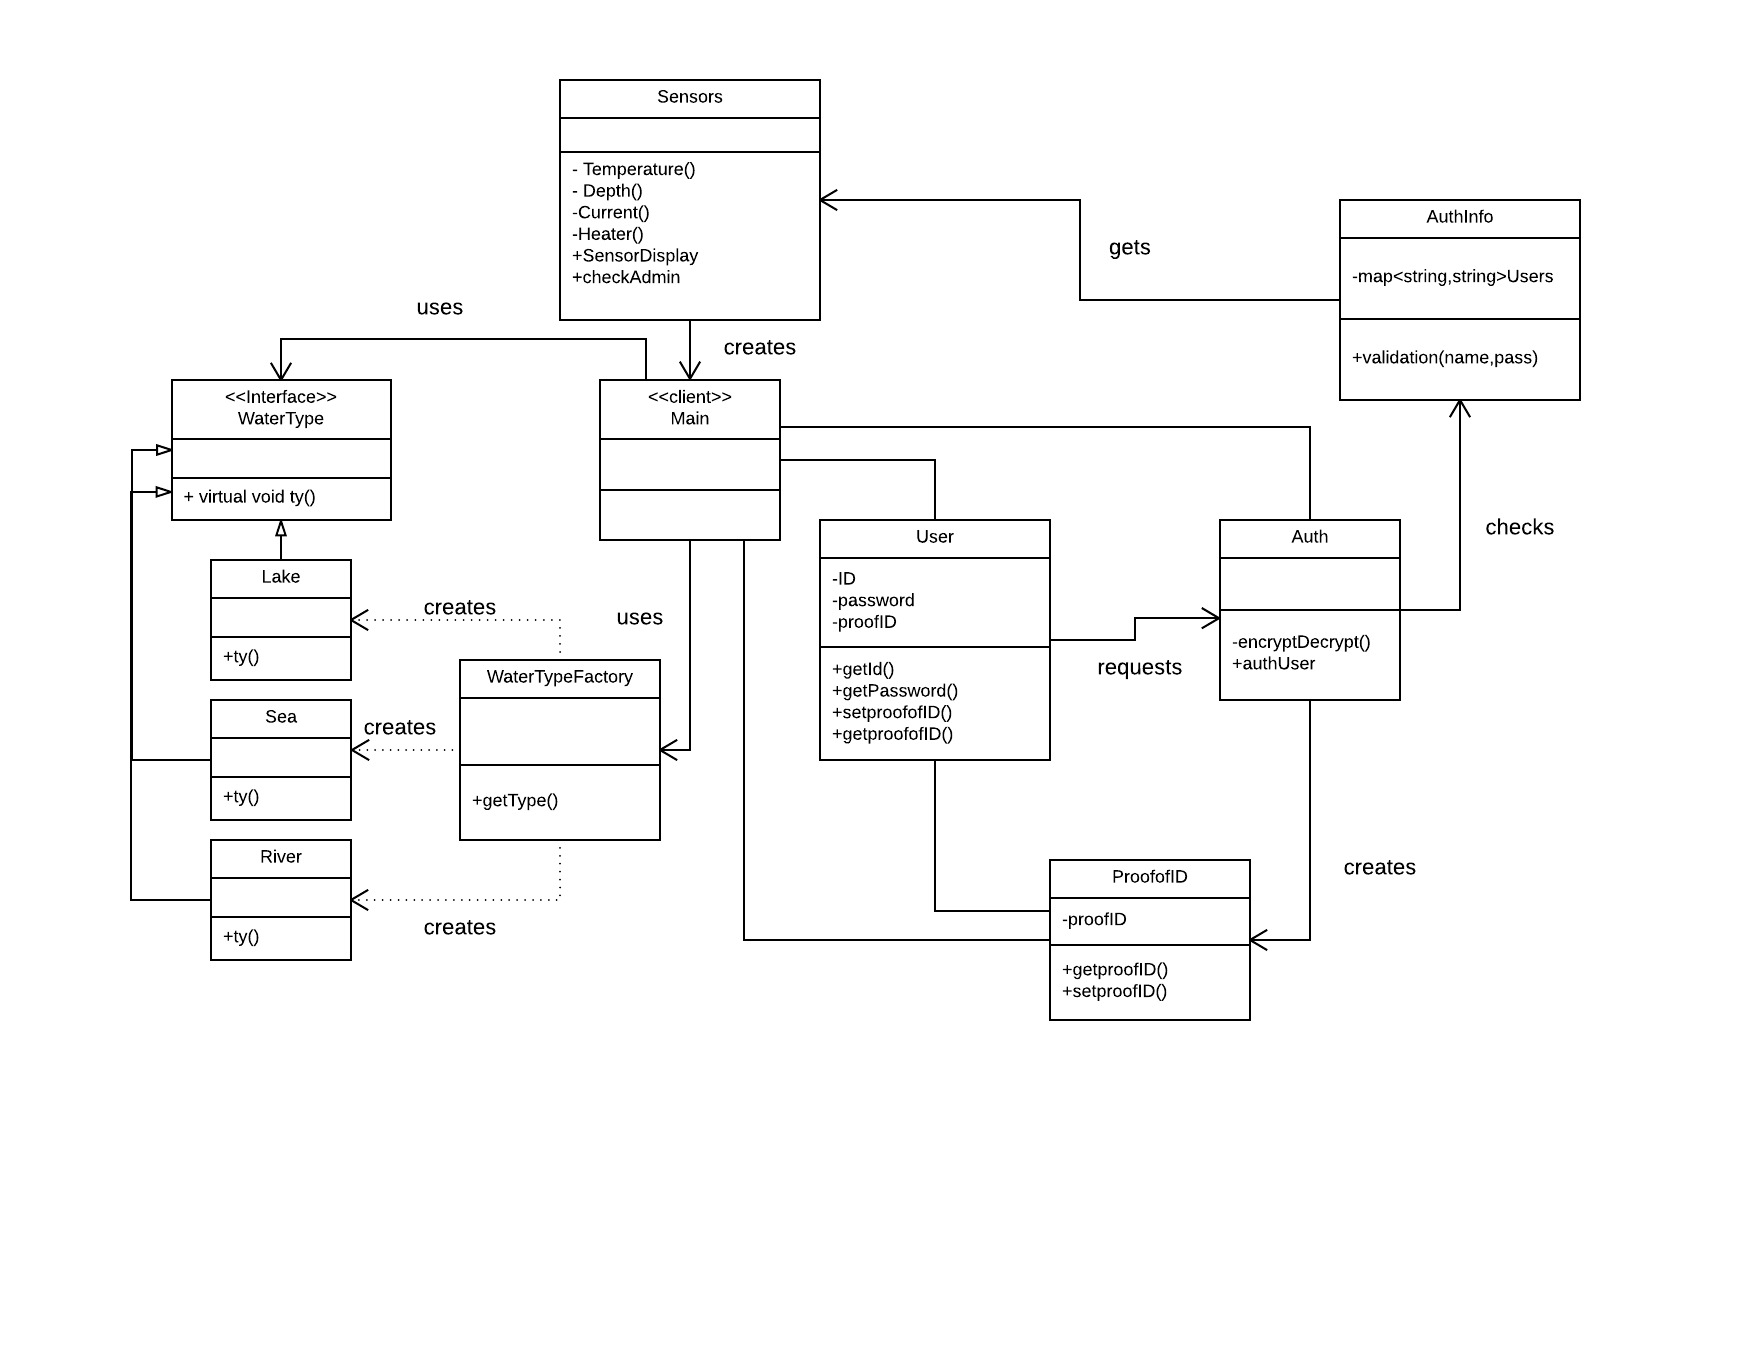 Sensors
- Temperature()
- Depth()
-Current()
-Heater()
+SensorDisplay
+checkAdmin
gets
AuthInfo
-map<string,string>Users
+validation(name,pass)
uses
creates
<<Interface>>
WaterType
+ virtual void ty()
<<client>>
Main
checks
Lake
+ty()
creates
uses
User
-ID
-password
-proofID
+getId()
+getPassword()
+setproofofID()
+getproofofID()
requests
Auth
-encryptDecrypt()
+authUser
WaterTypeFactory
+getType()
Sea
+ty()
creates
River
+ty()
creates
ProofofID
-proofID
+getproofID()
+setproofID()
creates